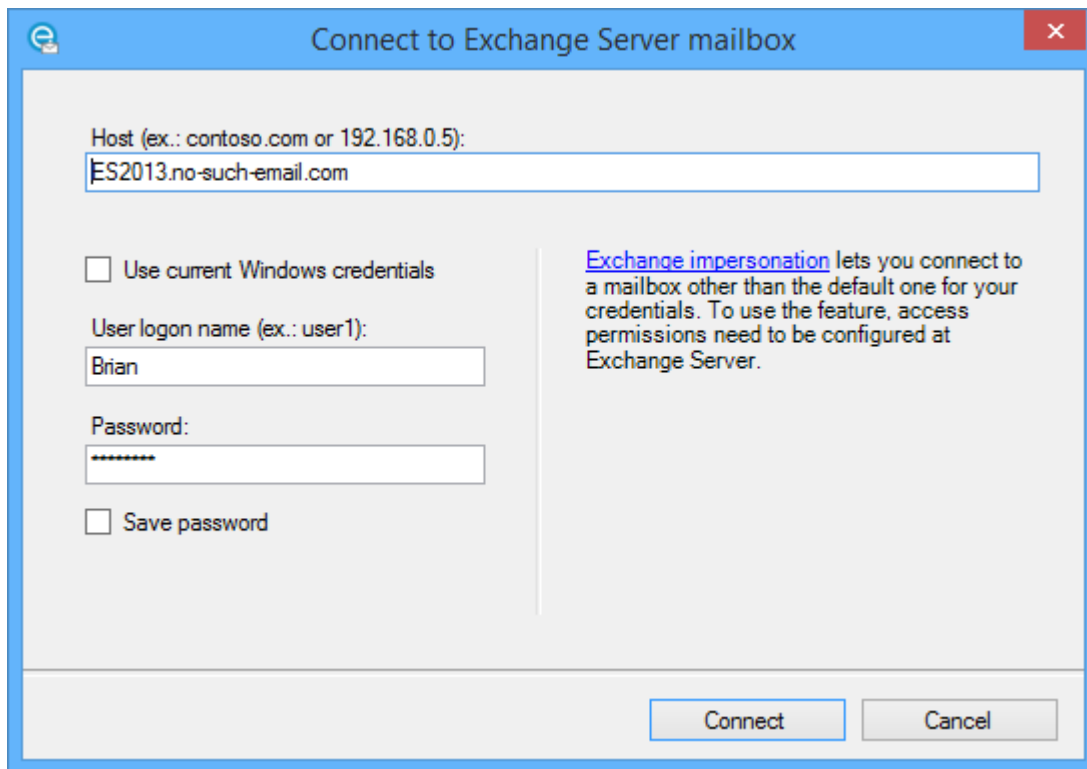 Connect to Exchange Server mailbox
Host (ex.: contoso.com or 192.168.0.5):
ES2013.no-such-email.com
Use current Windows credentials
User logon name (ex.: user1):
Brian
Password:
********
Save password
Exchange impersonation lets you connect to
a mailbox other than the default one for your
credentials. To use the feature, access
permissions need to be configured at
Exchange Server.
Connect
Cancel